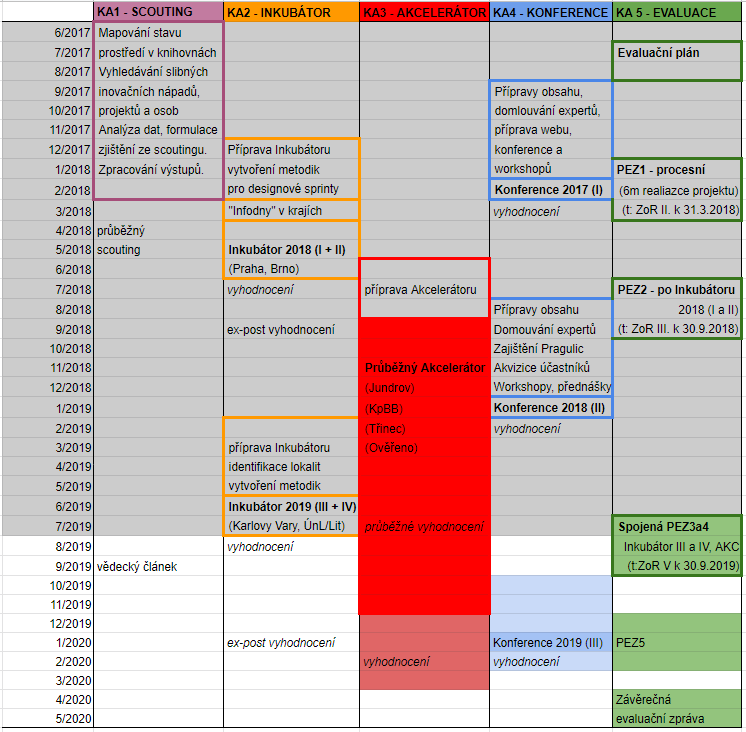 KA1 - SCOUTING KA2 - INKUBÁTOR KA3 - AKCELERÁTOR KA4 - KONFERENCE KA 5 - EVALUACE
6/2017 Mapování stavu
7/2017 prostředí v knihovnách Evaluační plán
8/2017 Vyhledávání slibných
9/2017 inovačních nápadů, Přípravy obsahu,
10/2017 projektů a osob domlouvání expertů,
11/2017 Analýza dat, formulace příprava webu,
12/2017 zjištění ze scoutingu. Příprava Inkubátoru konference a
1/2018 Zpracování výstupů. vytvoření metodik workshopů PEZ1 - procesní
2/2018 pro designové sprinty Konference 2017 (I) (6m realiazce projektu)
3/2018 "Infodny" v krajích vyhodnocení (t: ZoR II. k 31.3.2018)
4/2018 průběžný
5/2018 scouting Inkubátor 2018 (I + II)
6/2018 (Praha, Brno)
7/2018 vyhodnocení příprava Akcelerátoru PEZ2 - po Inkubátoru
8/2018 Přípravy obsahu 2018 (I a II)
9/2018 ex-post vyhodnocení Domouvání expertů (t: ZoR III. k 30.9.2018)
10/2018 Zajištění Pragulic
11/2018 Průběžný Akcelerátor Akvizice účastníků
12/2018 (Jundrov) Workshopy, přednášky
1/2019 (KpBB) Konference 2018 (II)
2/2019 (Třinec) vyhodnocení
3/2019 příprava Inkubátoru (Ověřeno)
4/2019 identifikace lokalit
5/2019 vytvoření metodik
6/2019 Inkubátor 2019 (III + IV)
7/2019 (Karlovy Vary, ÚnL/Lit) průběžné vyhodnocení Spojená PEZ3a4
8/2019 vyhodnocení Inkubátor III a IV, AKC
9/2019 vědecký článek (t:ZoR V k 30.9.2019)
10/2019
11/2019
12/2019
1/2020 ex-post vyhodnocení Konference 2019 (III) PEZ5
2/2020 vyhodnocení vyhodnocení
3/2020
4/2020 Závěrečná
5/2020 evaluační zpráva